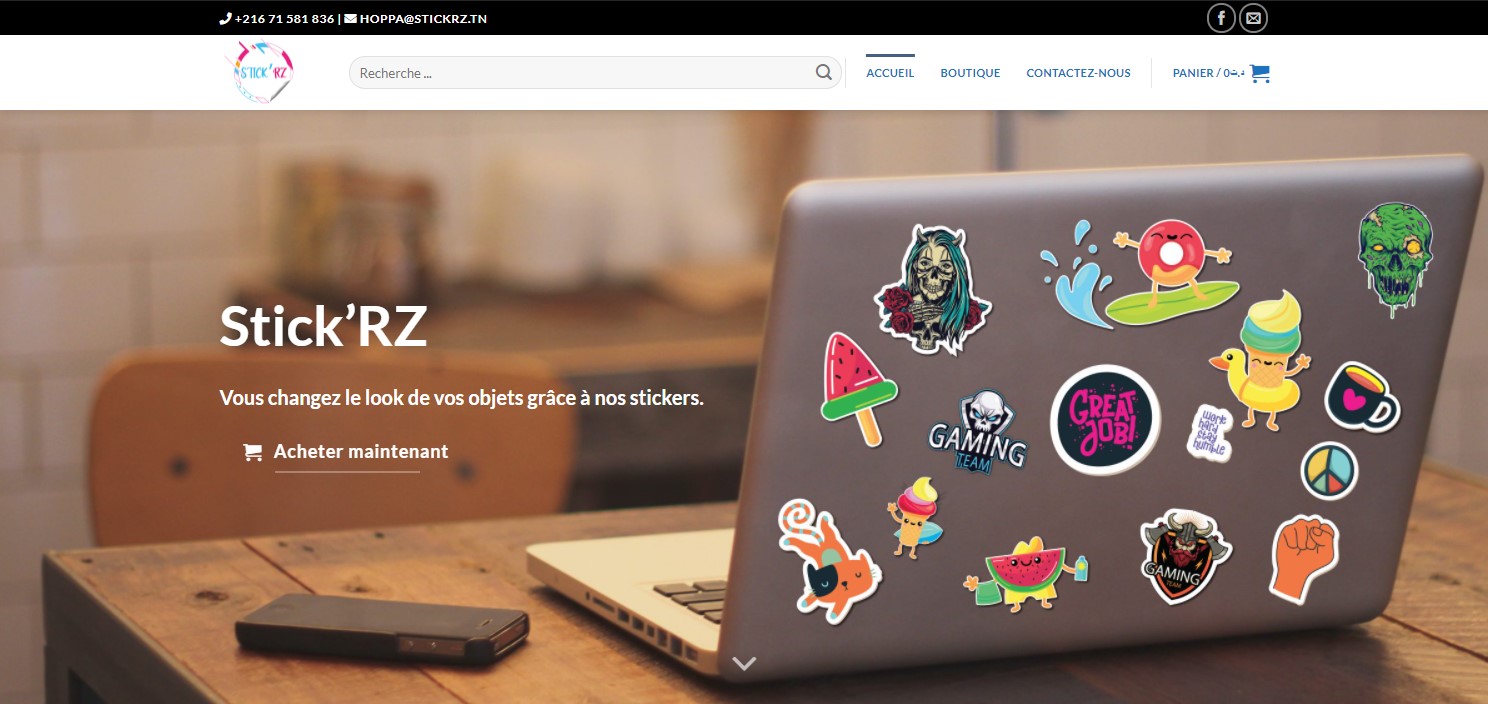 +216 71 581 836 | HOPPA@STICKRZ.TN
STICK'RZ
Recherche ...
ACCUEIL
BOUTIQUE
CONTACTEZ-NOUS
PANIER / 0
Stick’RZ
Vous changez le look de vos objets grâce à nos stickers.
Acheter maintenant
GREAT
JOB!
GAMING
TEAM
work
hard
stay
humble
GAMING
TEAM